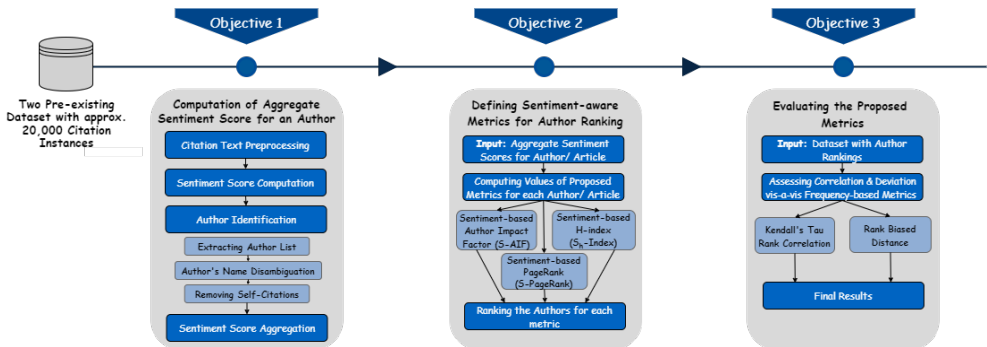 Objective 1
Objective 2
Objective 3
Two Pre-existing
Dataset with approx.
20,000 Citation
Instances
Computation of Aggregate
Sentiment Score for an Author
Citation Text Preprocessing
Sentiment Score Computation
Author Identification
Extracting Author List
Author's Name Disambiguation
Removing Self-Citations
Sentiment Score Aggregation
Defining Sentiment-aware
Metrics for Author Ranking
Input: Aggregate Sentiment
Scores for Author/ Article
Computing Values of Proposed
Metrics for each Author/ Article
Sentiment-based
Author Impact
Factor (S-AIF)
Sentiment-based
H-index
(Sh-Index)
Sentiment-based
PageRank
(S-PageRank)
Ranking the Authors for each
metric
Evaluating the Proposed
Metrics
Input: Dataset with Author
Rankings
Assessing Correlation & Deviation
vis-a-vis Frequency-based Metrics
Kendall's Tau
Rank Correlation
Rank Biased
Distance
Final Results